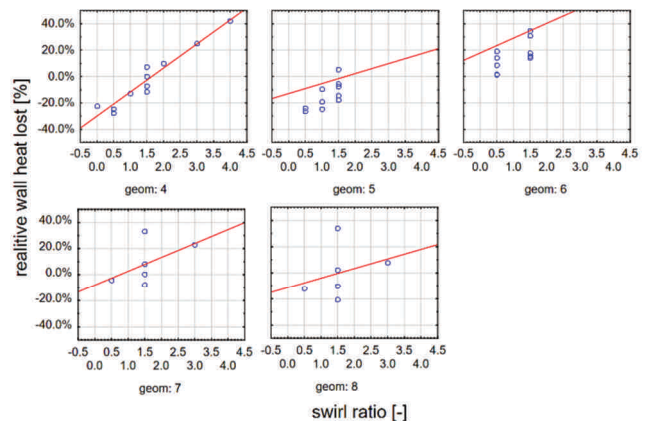 40.0%
20.0%
0.0%
-20.0%
-40.0%
-0.5 0.5 1.5 2.5 3.5 4.5
0.0 1.0 2.0 3.0 4.0
geom: 4
-0.5 0.5 1.5 2.5 3.5 4.5
0.0 1.0 2.0 3.0 4.0
geom: 5
-0.5 0.5 1.5 2.5 3.5 4.5
0.0 1.0 2.0 3.0 4.0
geom: 6
realitive wall heat lost [%]
40.0%
20.0%
0.0%
-20.0%
-40.0%
-0.5 0.5 1.5 2.5 3.5 4.5
0.0 1.0 2.0 3.0 4.0
geom: 7
-0.5 0.5 1.5 2.5 3.5 4.5
0.0 1.0 2.0 3.0 4.0
geom: 8
swirl ratio [-]